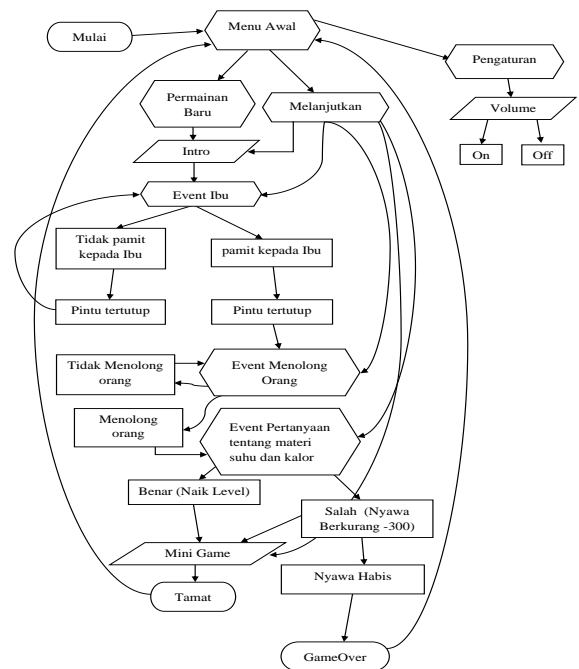 Mulai
Menu Awal
Pengaturan
Permainan
Baru
Melanjutkan
Volume
Intro
On
Off
Event Ibu
Tidak pamit
kepada Ibu
pamit kepada Ibu
Pintu tertutup
Pintu tertutup
Tidak Menolong
orang
Event Menolong
Orang
Menolong
orang
Event Pertanyaan
tentang materi
suhu dan kalor
Benar (Naik Level)
Salah (Nyawa
Berkurang -300)
Mini Game
Nyawa Habis
Tamat
GameOver